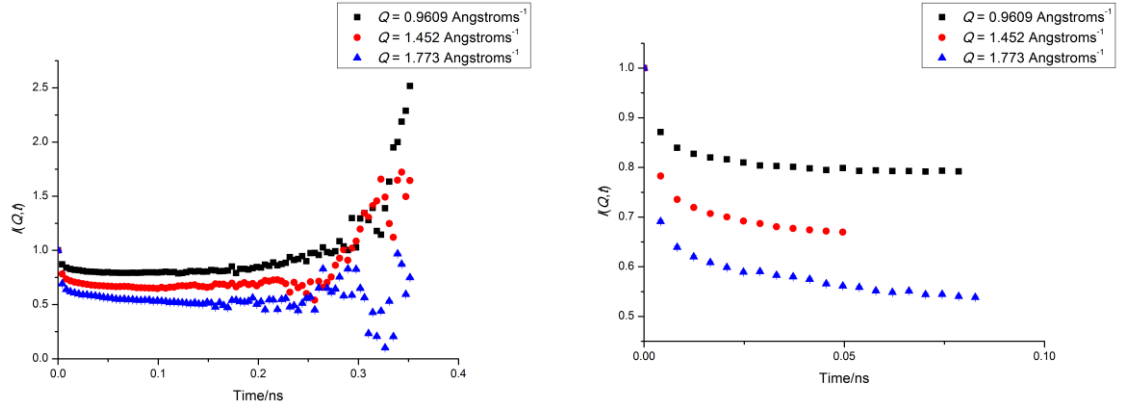 Q = 0.9609 Angstroms⁻¹
Q = 1.452 Angstroms⁻¹
Q = 1.773 Angstroms⁻¹
2.5
2.0
1.5
1.0
0.5
0.0
I(Q,t)
0.0 0.1 0.2 0.3 0.4
Time/ns
Q = 0.9609 Angstroms⁻¹
Q = 1.452 Angstroms⁻¹
Q = 1.773 Angstroms⁻¹
1.0
0.9
0.8
0.7
0.6
0.5
I(Q,t)
0.00 0.05 0.10
Time/ns